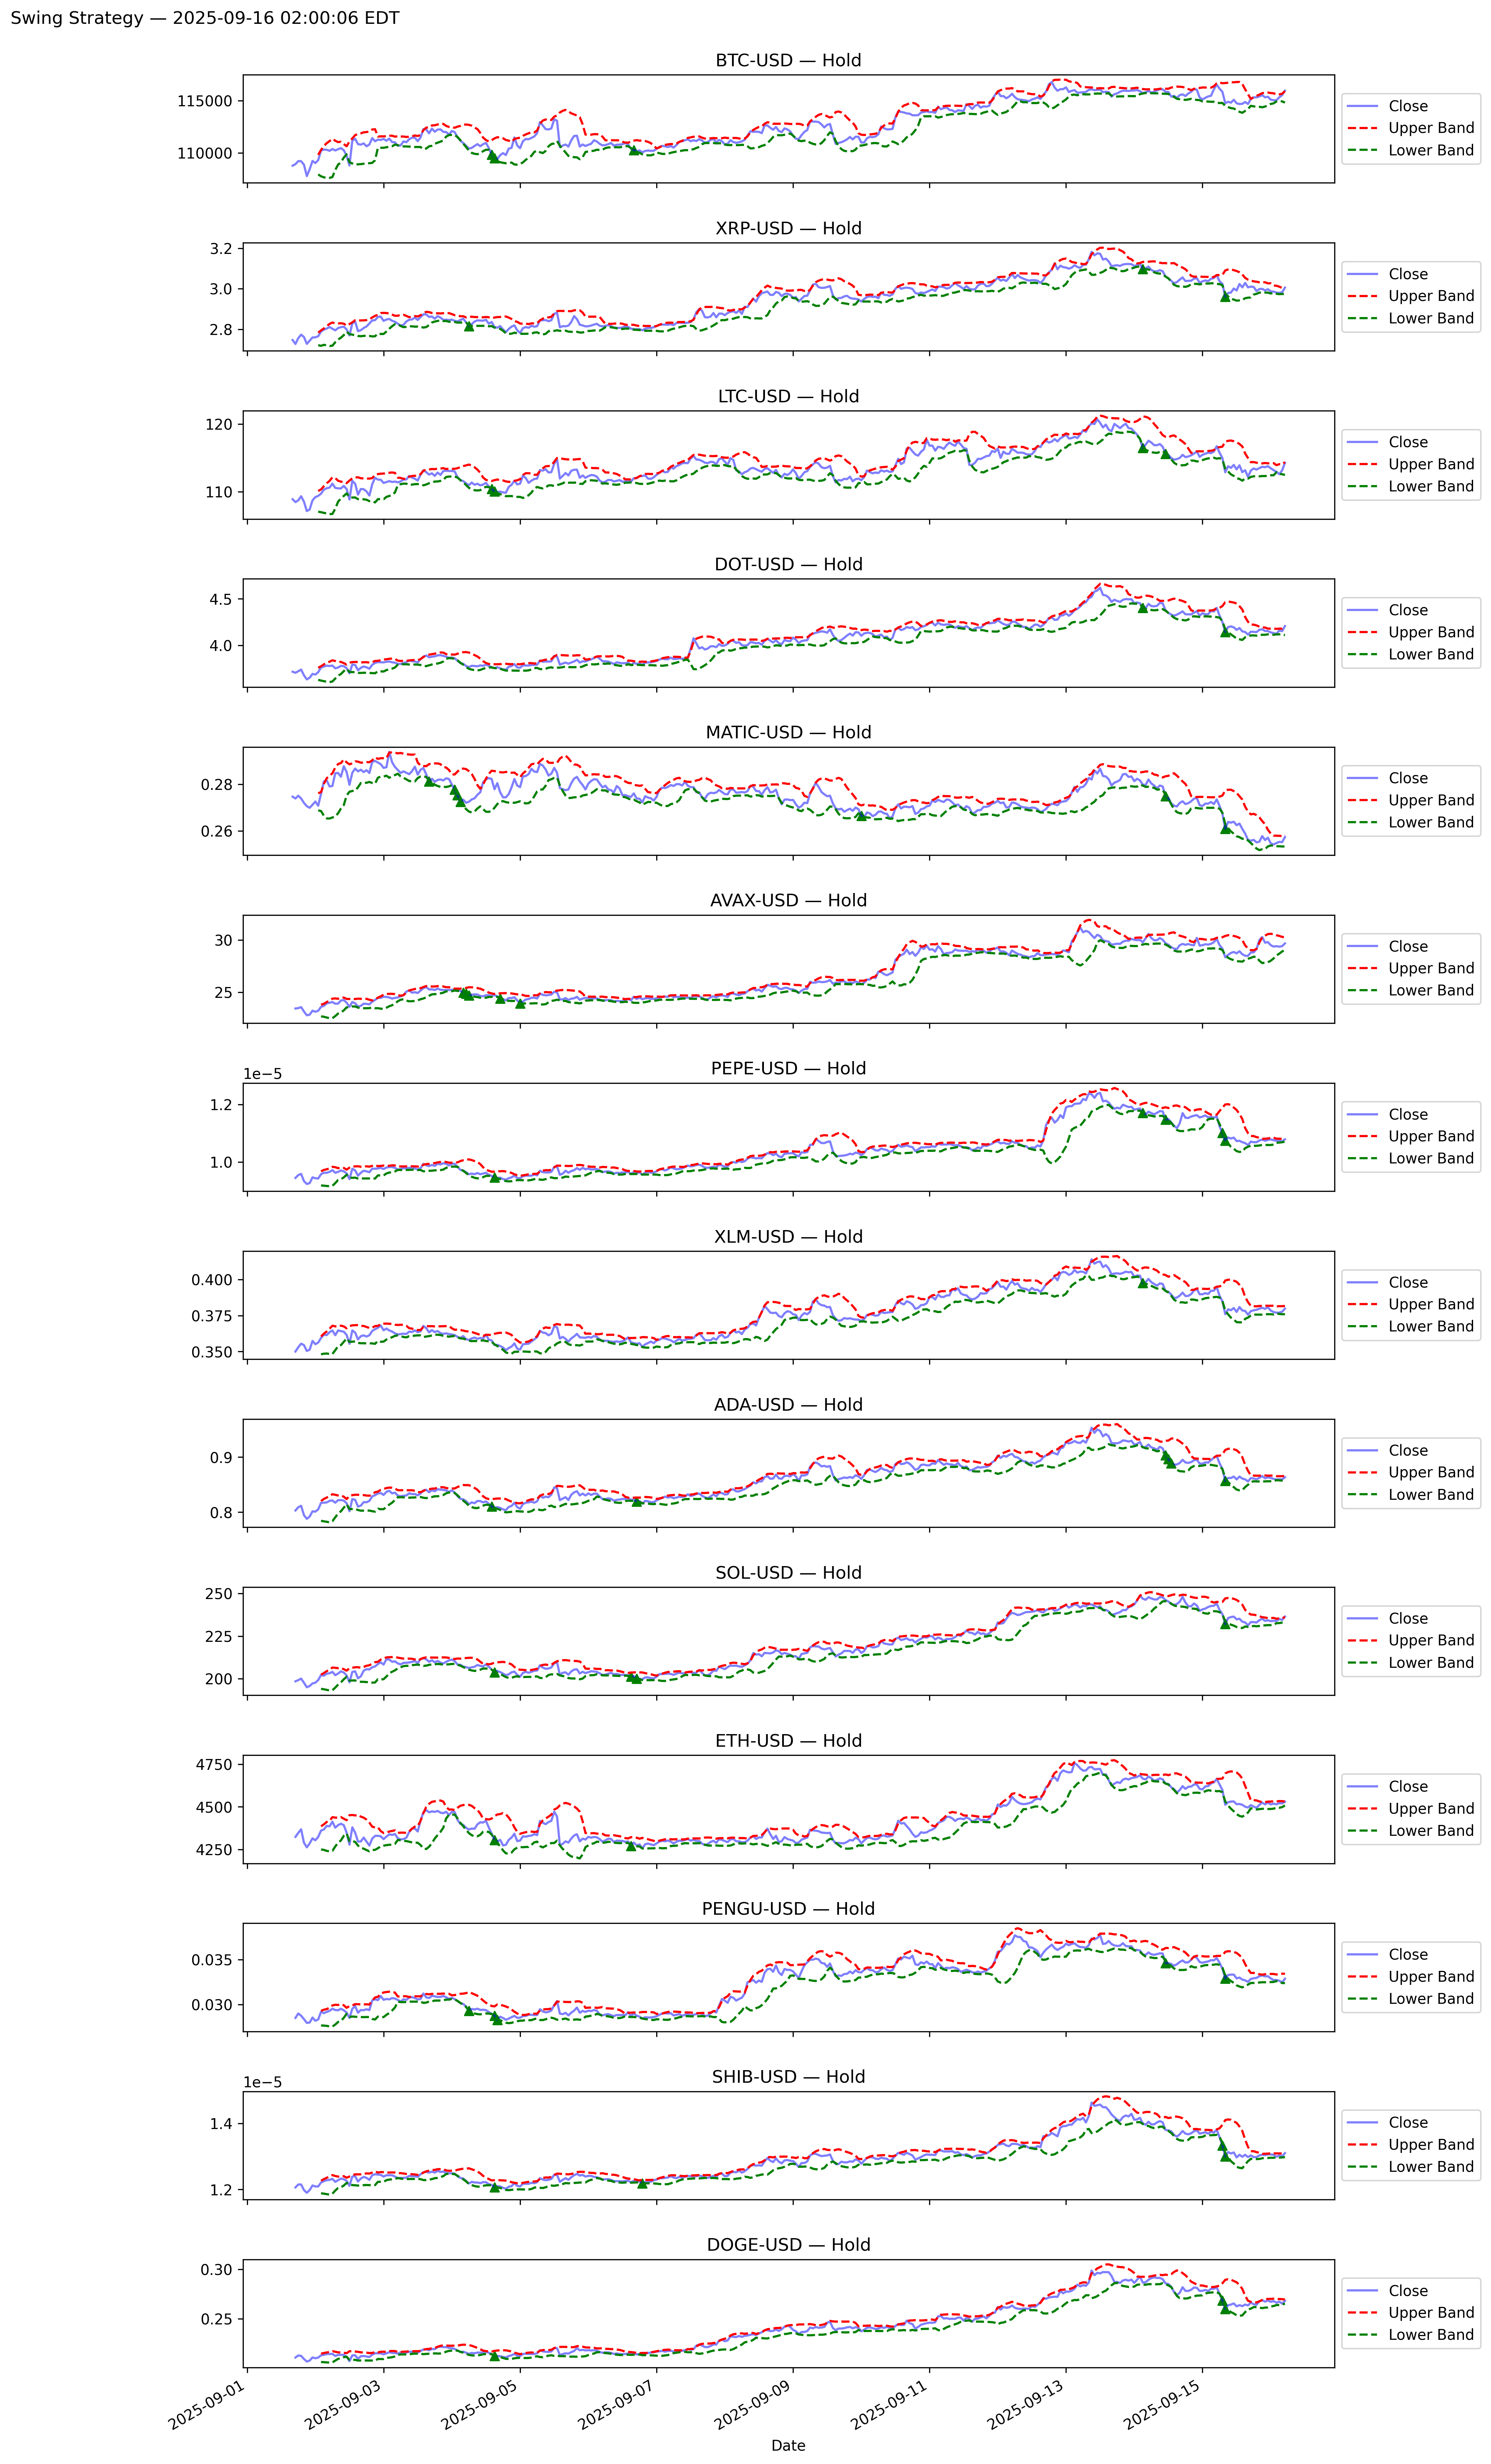 Swing Strategy — 2025-09-16 02:00:06 EDT
BTC-USD — Hold
115000
110000
Close
Upper Band
Lower Band
XRP-USD — Hold
3.2
3.0
2.8
Close
Upper Band
Lower Band
LTC-USD — Hold
120
110
Close
Upper Band
Lower Band
DOT-USD — Hold
4.5
4.0
Close
Upper Band
Lower Band
MATIC-USD — Hold
0.28
0.26
Close
Upper Band
Lower Band
AVAX-USD — Hold
30
25
Close
Upper Band
Lower Band
PEPE-USD — Hold
1e−5
1.2
1.0
Close
Upper Band
Lower Band
XLM-USD — Hold
0.400
0.375
0.350
Close
Upper Band
Lower Band
ADA-USD — Hold
0.9
0.8
Close
Upper Band
Lower Band
SOL-USD — Hold
250
225
200
Close
Upper Band
Lower Band
ETH-USD — Hold
4750
4500
4250
Close
Upper Band
Lower Band
PENGU-USD — Hold
0.035
0.030
Close
Upper Band
Lower Band
SHIB-USD — Hold
1e−5
1.4
1.2
Close
Upper Band
Lower Band
DOGE-USD — Hold
0.30
0.25
Close
Upper Band
Lower Band
2025-09-01
2025-09-03
2025-09-05
2025-09-07
2025-09-09
2025-09-11
2025-09-13
2025-09-15
Date